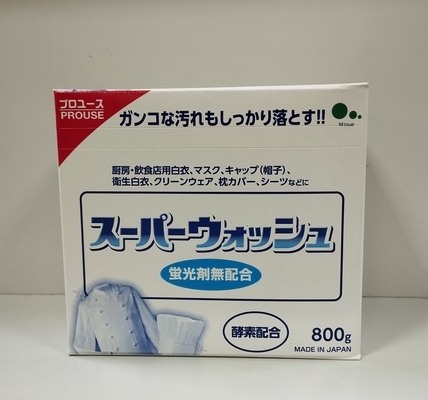 プロユース
PROUSE
ガンコな汚れもしっかり落とす!!
Mitsuei
厨房・飲食店用白衣、マスク、キャップ(帽子)、
衛生白衣、クリーンウェア、枕カバー、シーツなどに
スーパーウォッシュ
蛍光剤無配合
酵素配合
800g
MADE IN JAPAN